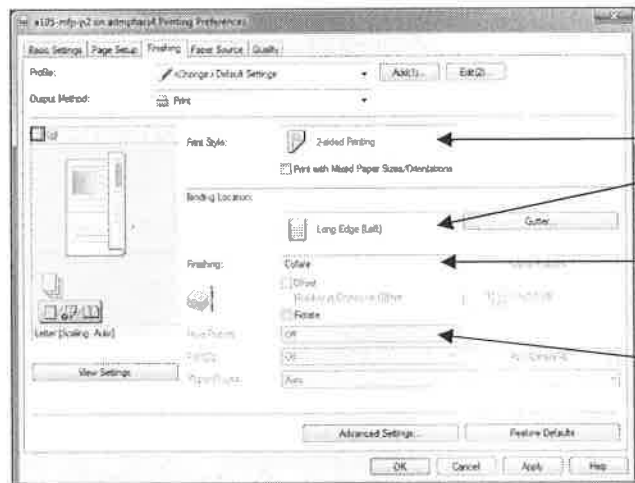 a105-mfp-p2 on admpharo4 Printing Preferences
Basic Settings Page Setup Finishing Paper Source Quality
Profile: <Change> Default Settings Add(1)... Edit(2)...
Output Method: Print
Print Style: 2-sided Printing
Print with Mixed Paper Sizes/Orientations
Binding Location:
Long Edge [Left] Gutter...
Finishing: Collate
Offset
Rotate
Letter [Scaling: Auto]
Off
View Settings
Off
Auto
Advanced Settings... Restore Defaults
OK Cancel Apply Help